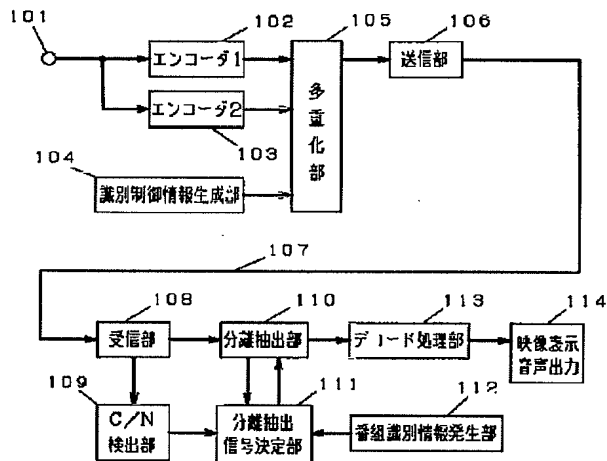 101
102
105
106
エンコーダ1
送信部
エンコーダ2
多重化部
103
104
識別制御情報生成部
107
108
110
113
114
受信部
分離抽出部
デコード処理部
映像表示
音声出力
109
111
112
C/N
検出部
分離抽出
信号決定部
番組識別情報発生部